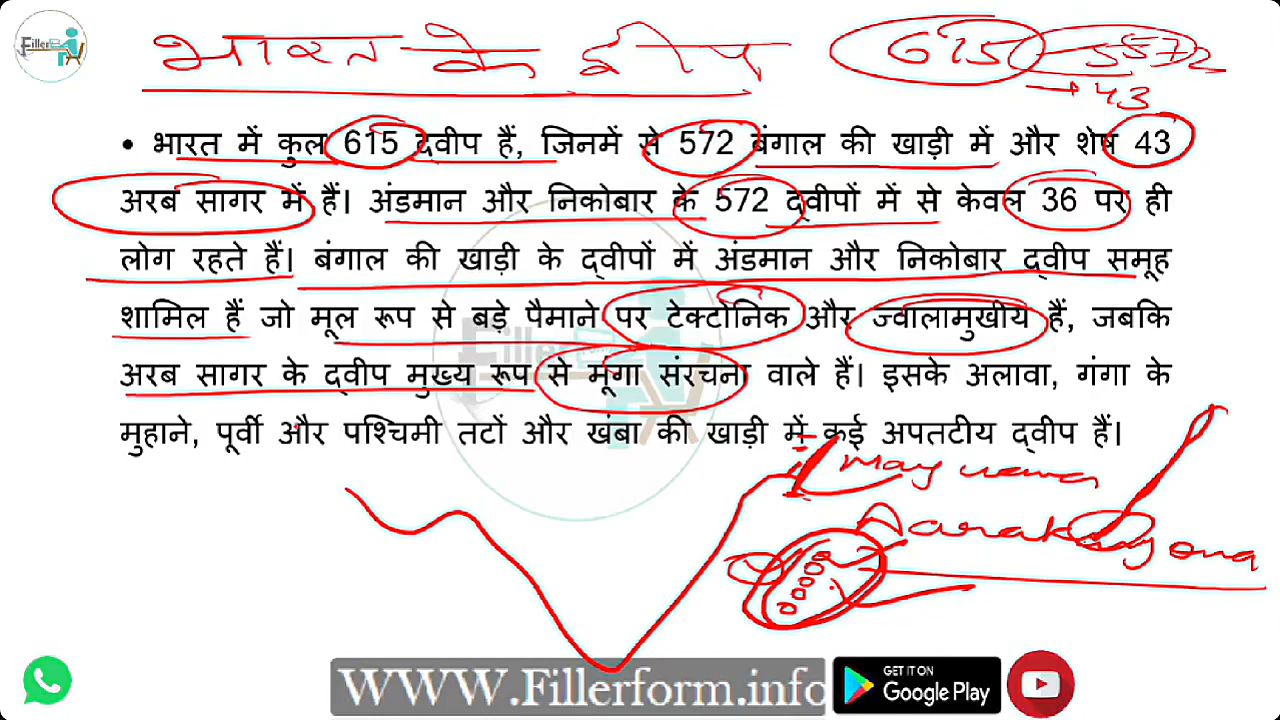 Filler
भारत के द्वीप 615 572
→ 43
• भारत में कुल 615 द्वीप हैं, जिनमें से 572 बंगाल की खाड़ी में और शेष 43
अरब सागर में हैं। अंडमान और निकोबार के 572 द्वीपों में से केवल 36 पर ही
लोग रहते हैं। बंगाल की खाड़ी के द्वीपों में अंडमान और निकोबार द्वीप समूह
शामिल हैं जो मूल रूप से बड़े पैमाने पर टेक्टोनिक और ज्वालामुखीय हैं, जबकि
अरब सागर के द्वीप मुख्य रूप से मूंगा संरचना वाले हैं। इसके अलावा, गंगा के
मुहाने, पूर्वी और पश्चिमी तटों और खंबा की खाड़ी में कई अपतटीय द्वीप हैं।
WWW.Fillerform.info
GET IT ON
Google Play